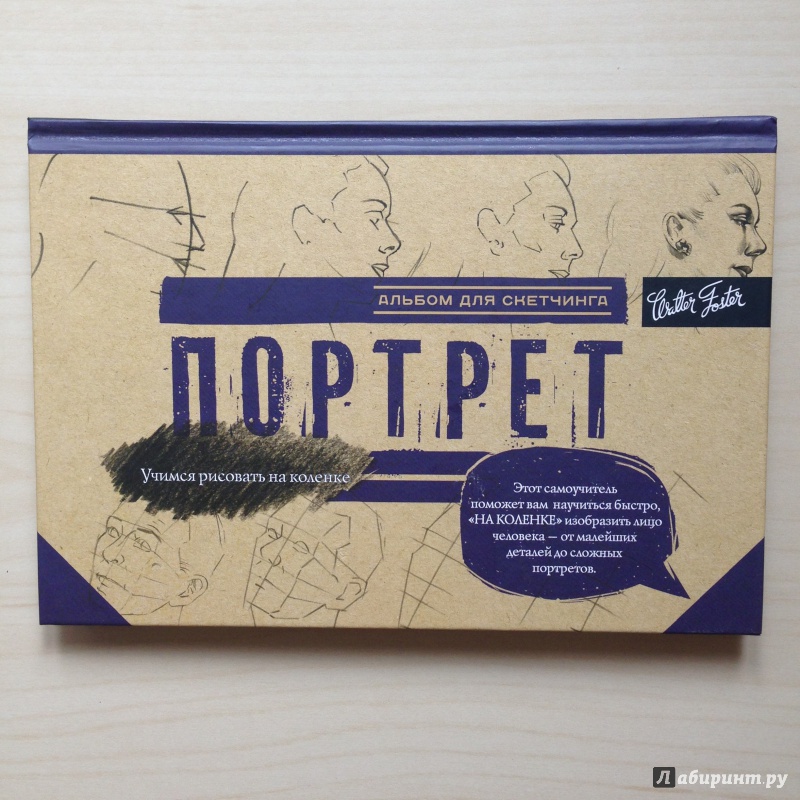 АЛЬБОМ ДЛЯ СКЕТЧИНГА
Walter Foster
ПОРТРЕТ
Учимся рисовать на коленке
Этот самоучитель
поможет вам научиться быстро,
«НА КОЛЕНКЕ» изобразить лицо
человека – от малейших
деталей до сложных
портретов.
Лабиринт.ру